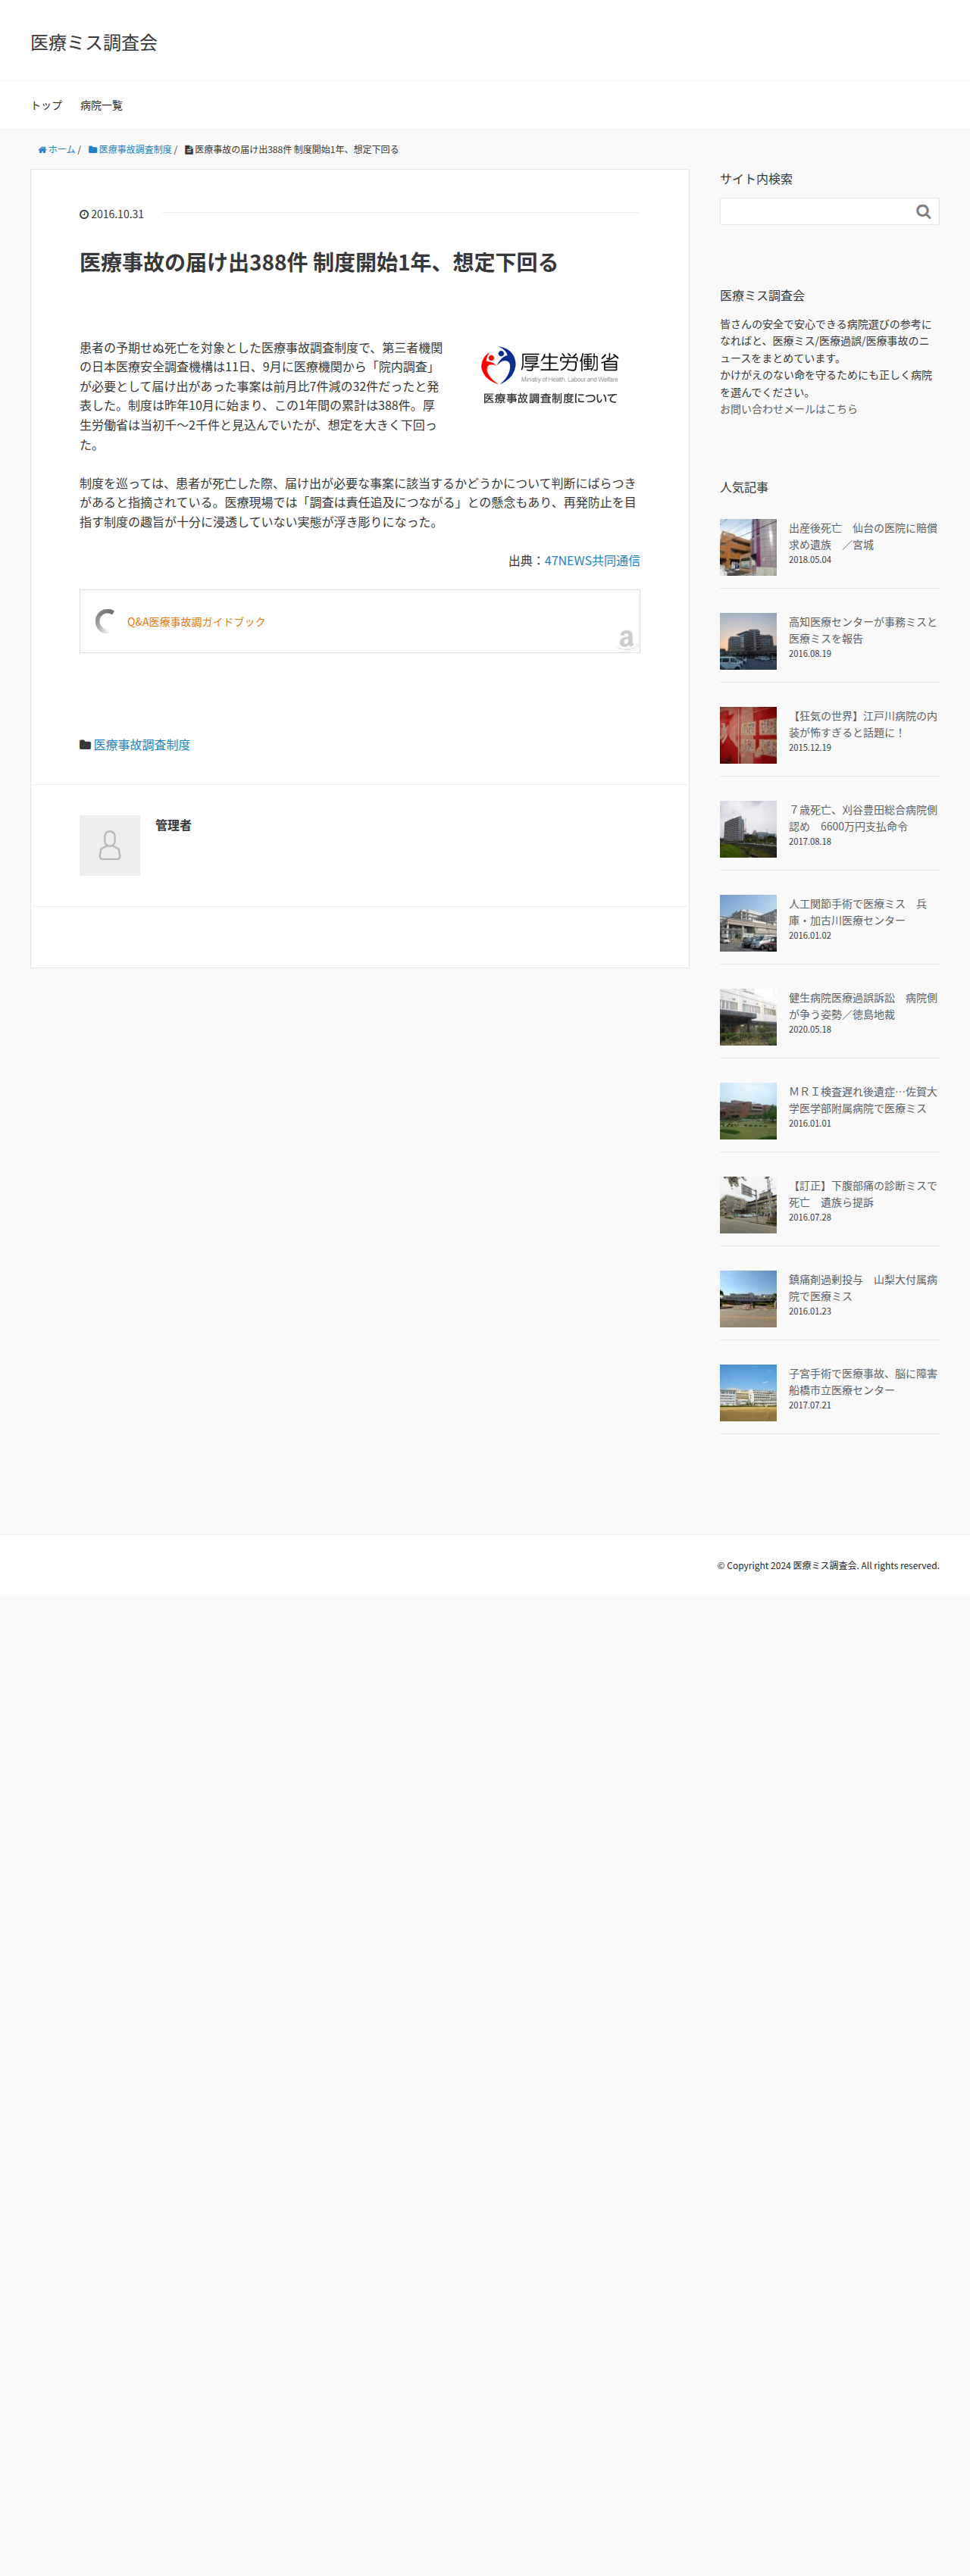 医療ミス調査会
トップ
病院一覧
ホーム /
医療事故調査制度 /
医療事故の届け出388件 制度開始1年、想定下回る
2016.10.31
医療事故の届け出388件 制度開始1年、想定下回る
患者の予期せぬ死亡を対象とした医療事故調査制度で、第三者機関
の日本医療安全調査機構は11日、9月に医療機関から「院内調査」
が必要として届け出があった事案は前月比7件減の32件だったと発
表した。制度は昨年10月に始まり、この1年間の累計は388件。厚
生労働省は当初千〜2千件と見込んでいたが、想定を大きく下回っ
た。
厚生労働省
Ministry of Health, Labour and Welfare
医療事故調査制度について
制度を巡っては、患者が死亡した際、届け出が必要な事案に該当するかどうかについて判断にばらつき
があると指摘されている。医療現場では「調査は責任追及につながる」との懸念もあり、再発防止を目
指す制度の趣旨が十分に浸透していない実態が浮き彫りになった。
出典：47NEWS共同通信
Q&A医療事故調ガイドブック
a
医療事故調査制度
管理者
サイト内検索
医療ミス調査会
皆さんの安全で安心できる病院選びの参考に
なればと、医療ミス/医療過誤/医療事故のニ
ュースをまとめています。
かけがえのない命を守るためにも正しく病院
を選んでください。
お問い合わせメールはこちら
人気記事
出産後死亡　仙台の医院に賠償
求め遺族　／宮城
2018.05.04
高知医療センターが事務ミスと
医療ミスを報告
2016.08.19
【狂気の世界】江戸川病院の内
装が怖すぎると話題に！
2015.12.19
７歳死亡、刈谷豊田総合病院側
認め　6600万円支払命令
2017.08.18
人工関節手術で医療ミス　兵
庫・加古川医療センター
2016.01.02
健生病院医療過誤訴訟　病院側
が争う姿勢／徳島地裁
2020.05.18
ＭＲＩ検査遅れ後遺症…佐賀大
学医学部附属病院で医療ミス
2016.01.01
【訂正】下腹部痛の診断ミスで
死亡　遺族ら提訴
2016.07.28
鎮痛剤過剰投与　山梨大付属病
院で医療ミス
2016.01.23
子宮手術で医療事故、脳に障害
船橋市立医療センター
2017.07.21
© Copyright 2024 医療ミス調査会. All rights reserved.